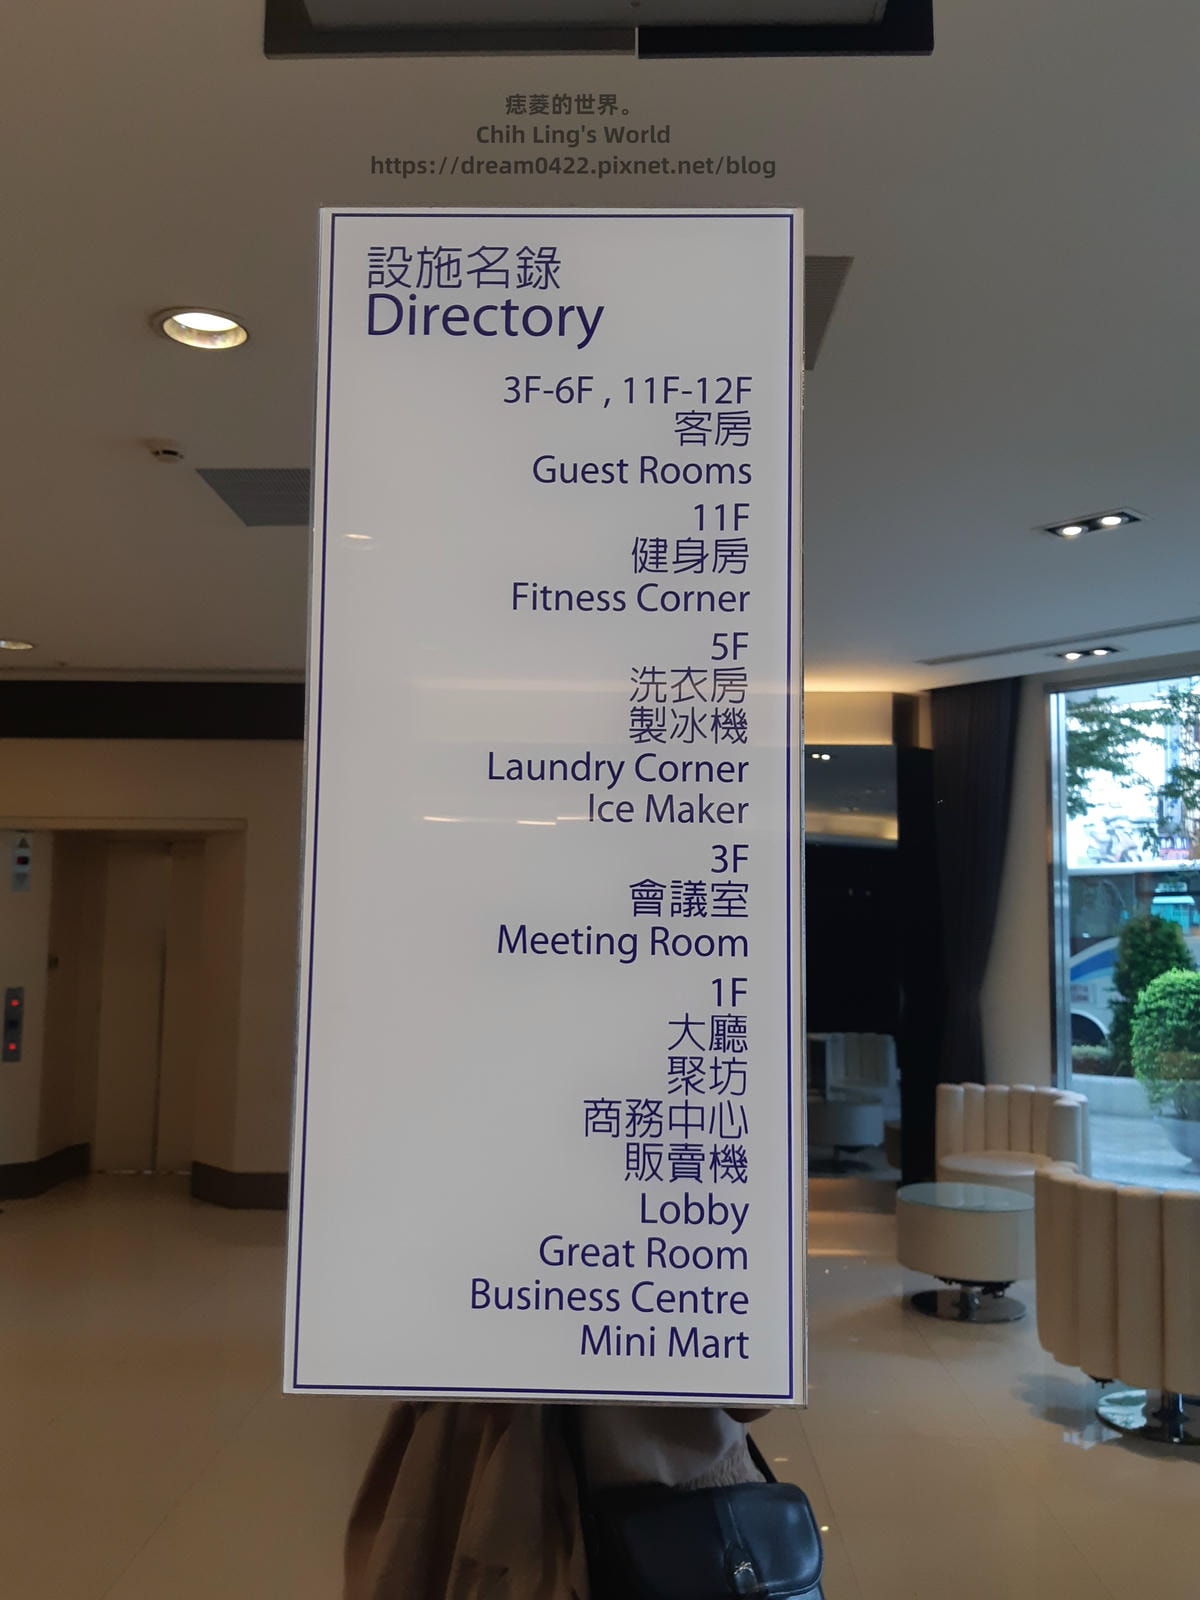 痣菱的世界。
Chih Ling's World
https://dream0422.pixnet.net/blog
設施名錄
Directory
3F-6F , 11F-12F
客房
Guest Rooms
11F
健身房
Fitness Corner
5F
洗衣房
製冰機
Laundry Corner
Ice Maker
3F
會議室
Meeting Room
1F
大廳
聚坊
商務中心
販賣機
Lobby
Great Room
Business Centre
Mini Mart